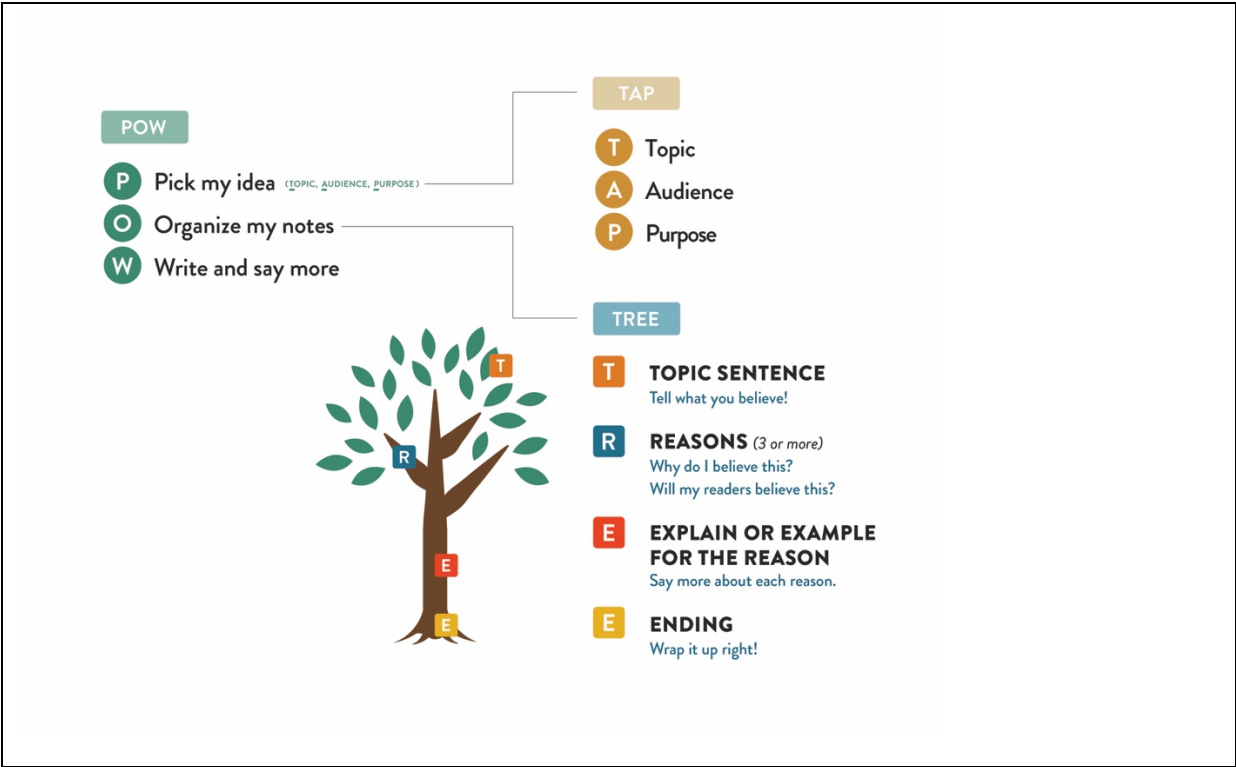 POW
P Pick my idea (TOPIC, AUDIENCE, PURPOSE)
O Organize my notes
W Write and say more
TAP
T Topic
A Audience
P Purpose
TREE
T TOPIC SENTENCE
Tell what you believe!
R REASONS (3 or more)
Why do I believe this?
Will my readers believe this?
E EXPLAIN OR EXAMPLE
FOR THE REASON
Say more about each reason.
E ENDING
Wrap it up right!
T
R
E
E